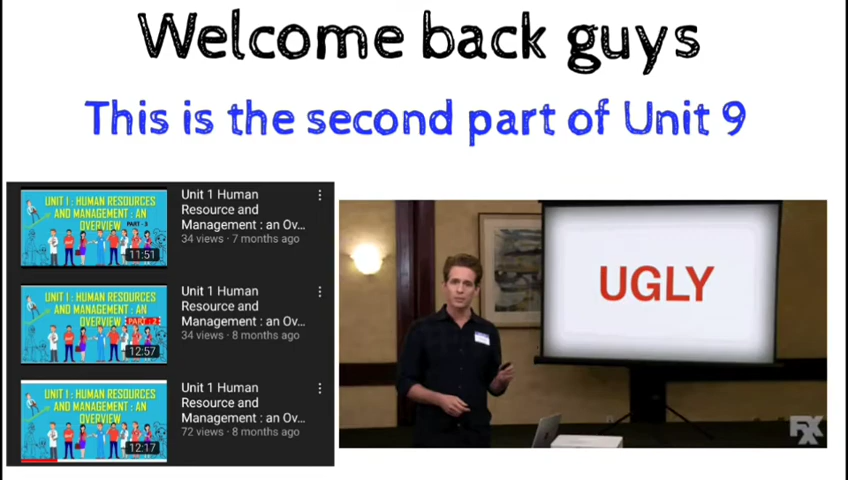 Welcome back guys
This is the second part of Unit 9
UNIT I : HUMAN RESOURCES
AND MANAGEMENT : AN
OVERVIEW
PART - 3
11:51
Unit 1 Human
Resource and
Management : an Ov...
34 views · 7 months ago
UNIT I : HUMAN RESOURCES
AND MANAGEMENT : AN
OVERVIEW
PART - 2
12:57
Unit 1 Human
Resource and
Management : an Ov...
34 views · 8 months ago
UNIT I : HUMAN RESOURCES
AND MANAGEMENT : AN
OVERVIEW
12:17
Unit 1 Human
Resource and
Management : an Ov...
72 views · 8 months ago
UGLY
FX